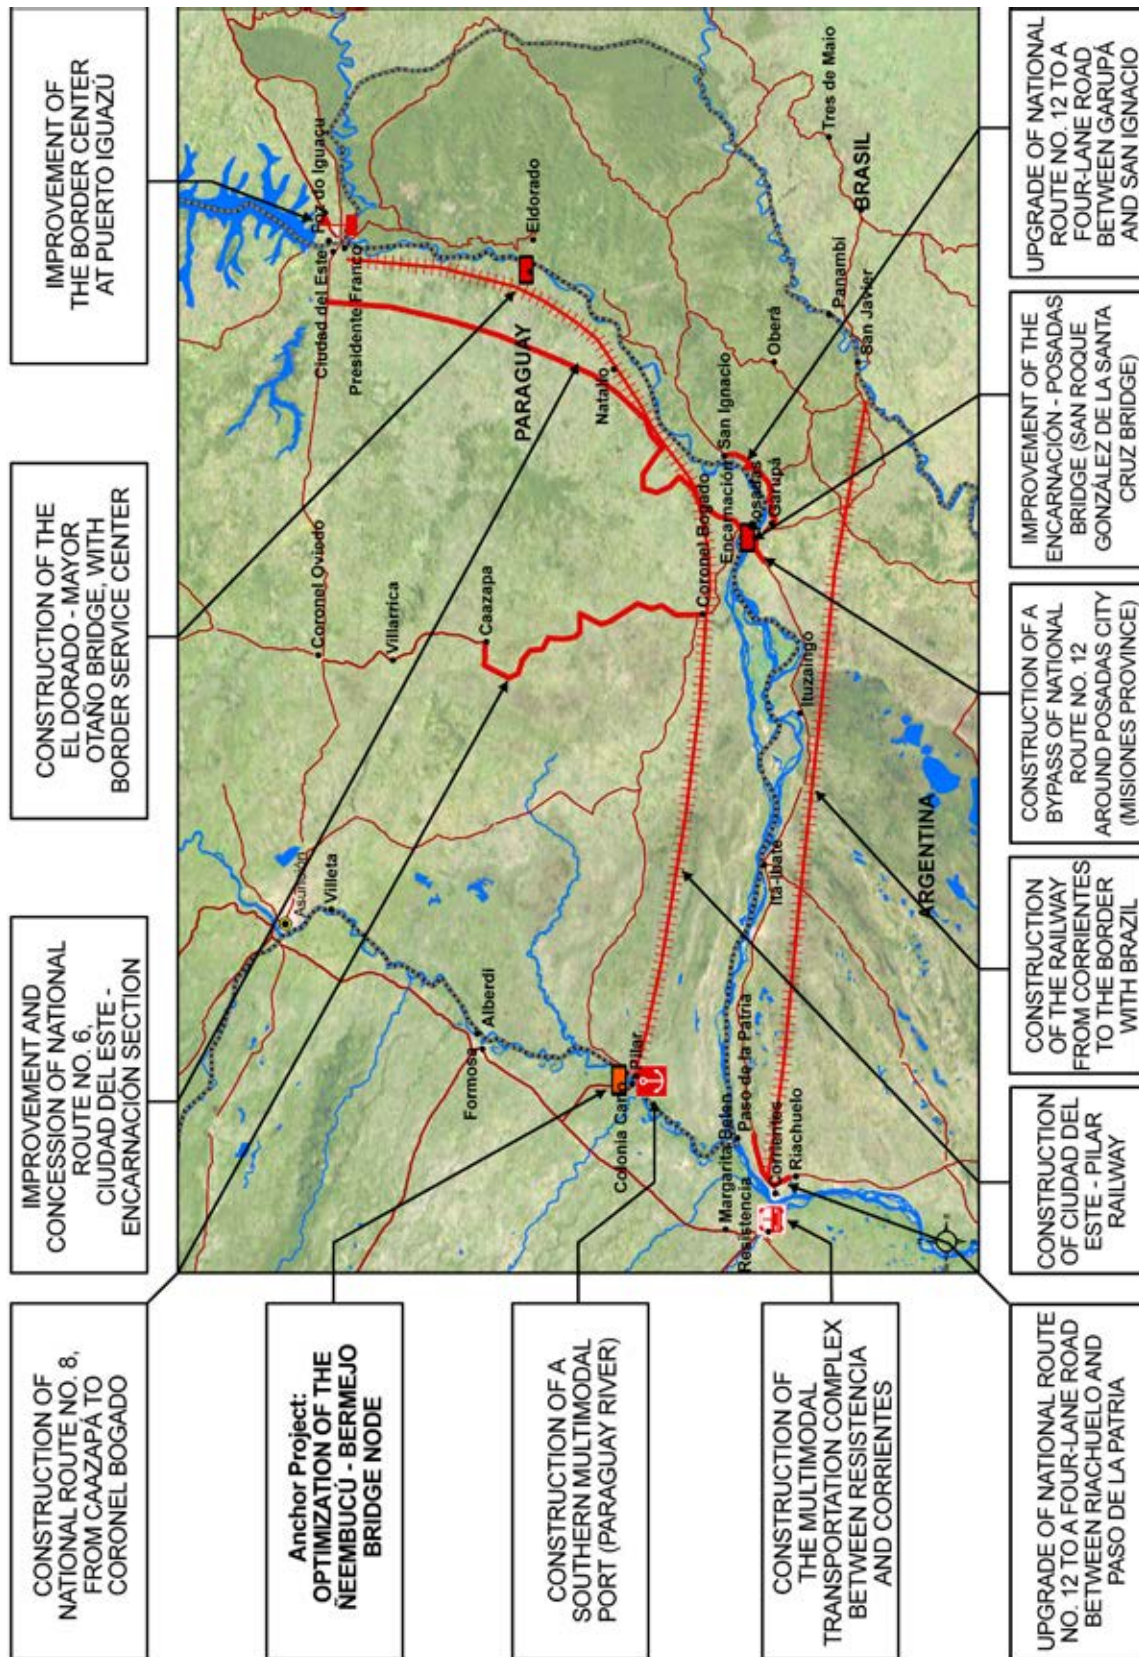 CONSTRUCTION OF
NATIONAL ROUTE NO. 8,
FROM CAAZAPÁ TO
CORONEL BOGADO
IMPROVEMENT AND
CONCESSION OF NATIONAL
ROUTE NO. 6,
CIUDAD DEL ESTE -
ENCARNACIÓN SECTION
CONSTRUCTION OF THE
EL DORADO - MAYOR
OTAÑO BRIDGE, WITH
BORDER SERVICE CENTER
IMPROVEMENT OF
THE BORDER CENTER
AT PUERTO IGUAZÚ
Anchor Project:
OPTIMIZATION OF THE
ÑEEMBUCÚ - BERMEJO
BRIDGE NODE
CONSTRUCTION OF A
SOUTHERN MULTIMODAL
PORT (PARAGUAY RIVER)
CONSTRUCTION OF
THE MULTIMODAL
TRANSPORTATION COMPLEX
BETWEEN RESISTENCIA
AND CORRIENTES
Asunción
Villeta
Coronel Oviedo
Villarrica
Caazapa
Ciudad del Este
Foz do Iguaçu
Presidente Franco
Formosa
Alberdi
PARAGUAY
Eldorado
Natalio
Colonia Cano
Pilar
Coronel Bogado
Encarnación
San Ignacio
Posadas
Garupá
Oberá
Panambí
San Javier
Tres de Maio
BRASIL
Margarita Belen
Paso de la Patria
Resistencia
Corrientes
Riachuelo
Itá-Ibate
Ituzaingó
ARGENTINA
UPGRADE OF NATIONAL ROUTE
NO. 12 TO A FOUR-LANE ROAD
BETWEEN RIACHUELO AND
PASO DE LA PATRIA
CONSTRUCTION
OF CIUDAD DEL
ESTE - PILAR
RAILWAY
CONSTRUCTION
OF THE RAILWAY
FROM CORRIENTES
TO THE BORDER
WITH BRAZIL
CONSTRUCTION OF A
BYPASS OF NATIONAL
ROUTE NO. 12
AROUND POSADAS CITY
(MISIONES PROVINCE)
IMPROVEMENT OF THE
ENCARNACIÓN - POSADAS
BRIDGE (SAN ROQUE
GONZÁLEZ DE LA SANTA
CRUZ BRIDGE)
UPGRADE OF NATIONAL
ROUTE NO. 12 TO A
FOUR-LANE ROAD
BETWEEN GARUPÁ
AND SAN IGNACIO